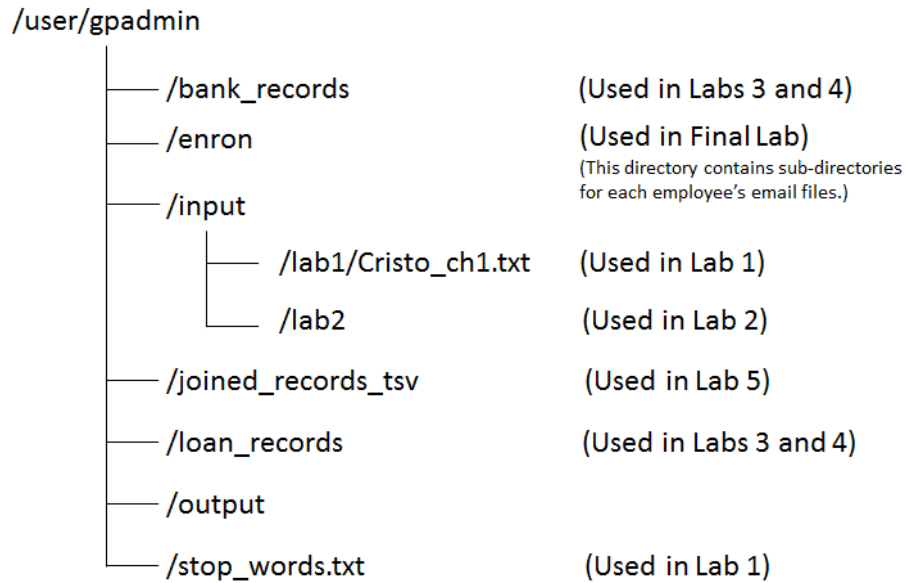 /user/gpadmin
/bank_records (Used in Labs 3 and 4)
/enron (Used in Final Lab)
(This directory contains sub-directories
for each employee's email files.)
/input
/lab1/Cristo_ch1.txt (Used in Lab 1)
/lab2 (Used in Lab 2)
/joined_records_tsv (Used in Lab 5)
/loan_records (Used in Labs 3 and 4)
/output
/stop_words.txt (Used in Lab 1)